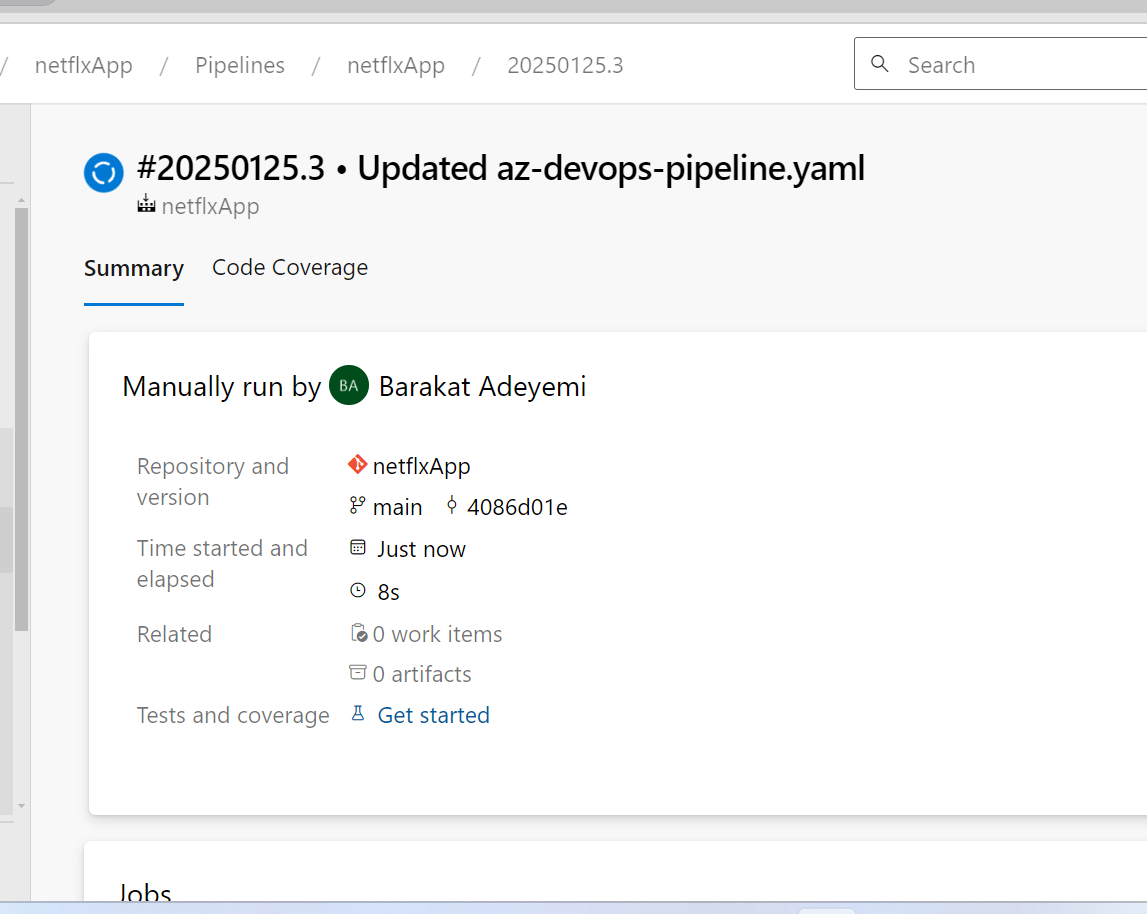 / netflxApp / Pipelines / netflxApp / 20250125.3
Search
#20250125.3 • Updated az-devops-pipeline.yaml
netflxApp
Summary Code Coverage
Manually run by BA Barakat Adeyemi
Repository and version
netflxApp
main 4086d01e
Time started and elapsed
Just now
8s
Related
0 work items
0 artifacts
Tests and coverage
Get started
Jobs